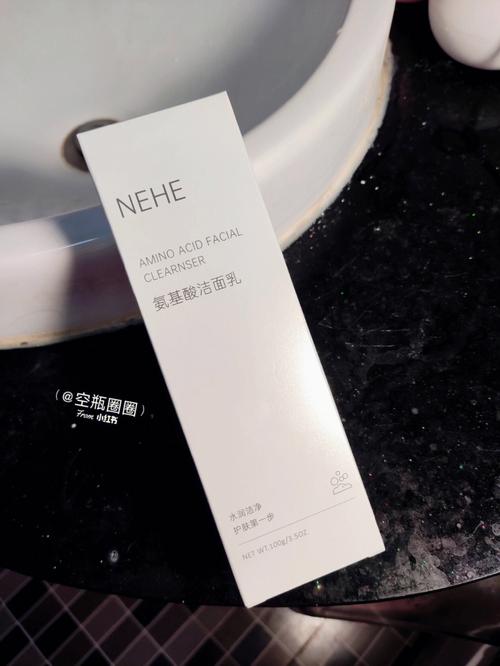 NEHE
AMINO ACID FACIAL
CLEARNSER
氨基酸洁面乳
(@空瓶圈圈)
From 小红书
水润洁净
护肤第一步
NET WT.100g/3.5OZ.